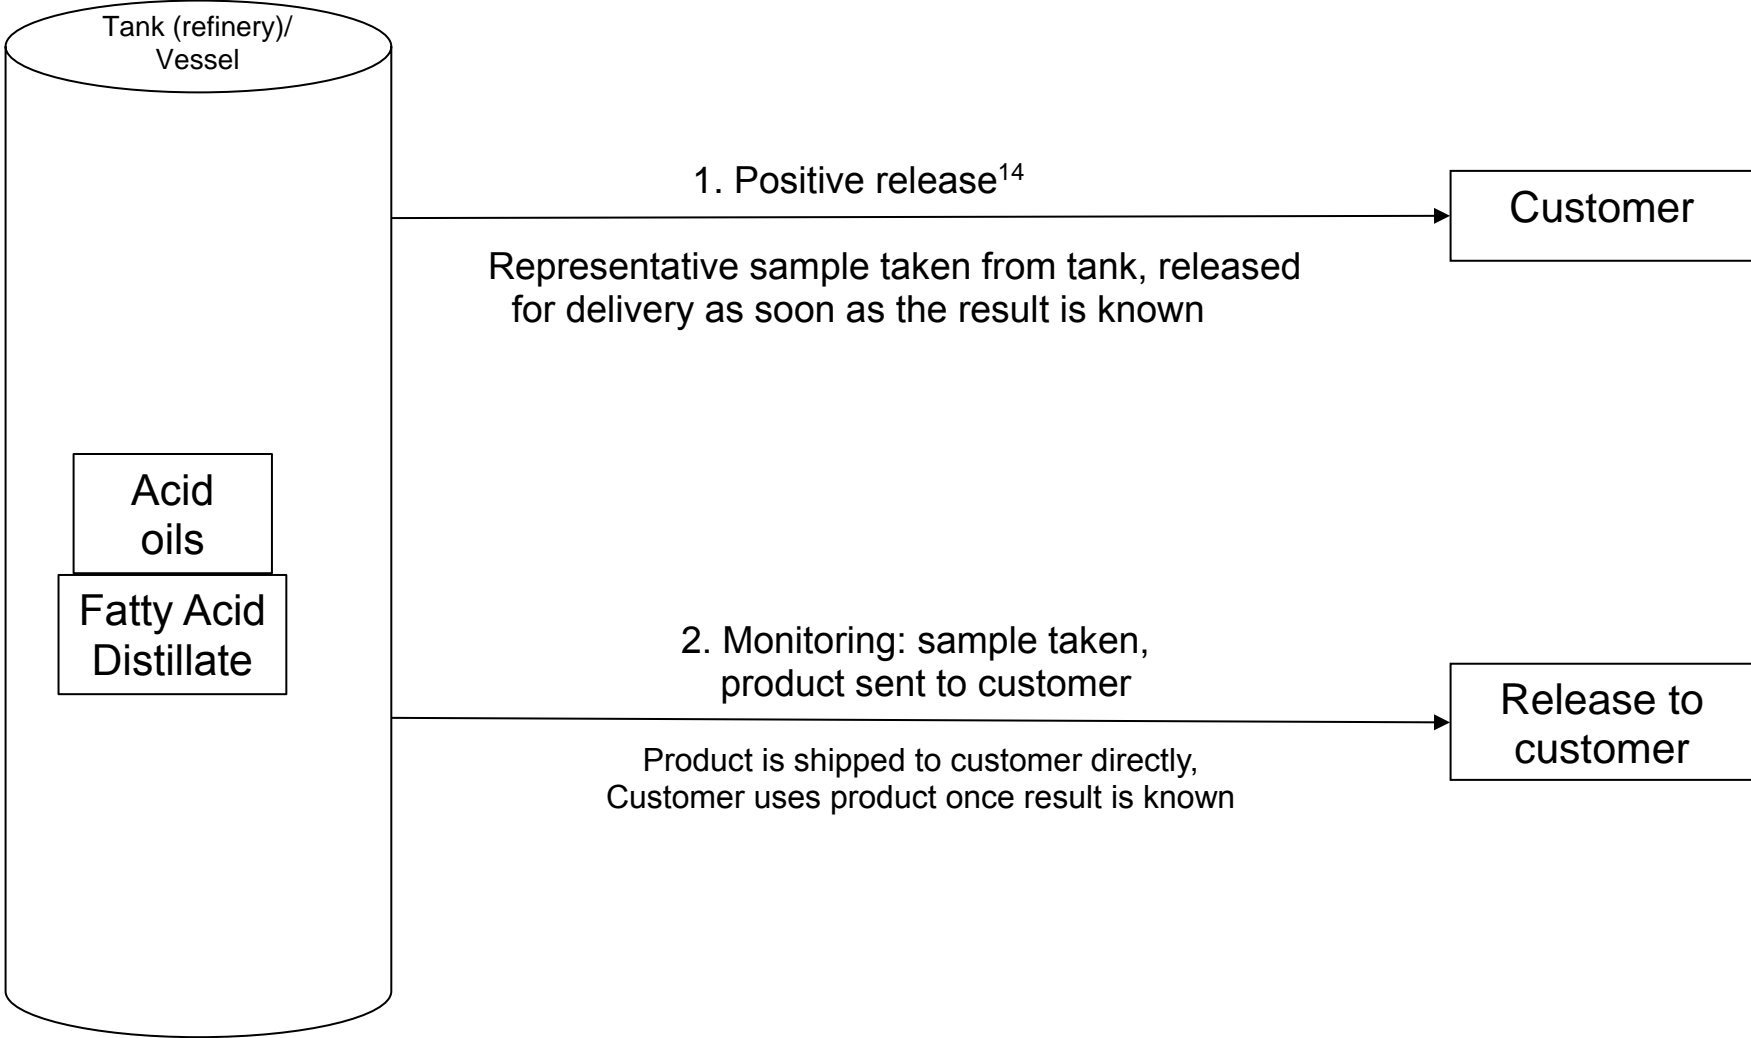 Tank (refinery)/
Vessel
1. Positive release¹⁴
Customer
Representative sample taken from tank, released
for delivery as soon as the result is known
Acid
oils
Fatty Acid
Distillate
2. Monitoring: sample taken,
product sent to customer
Release to
customer
Product is shipped to customer directly,
Customer uses product once result is known